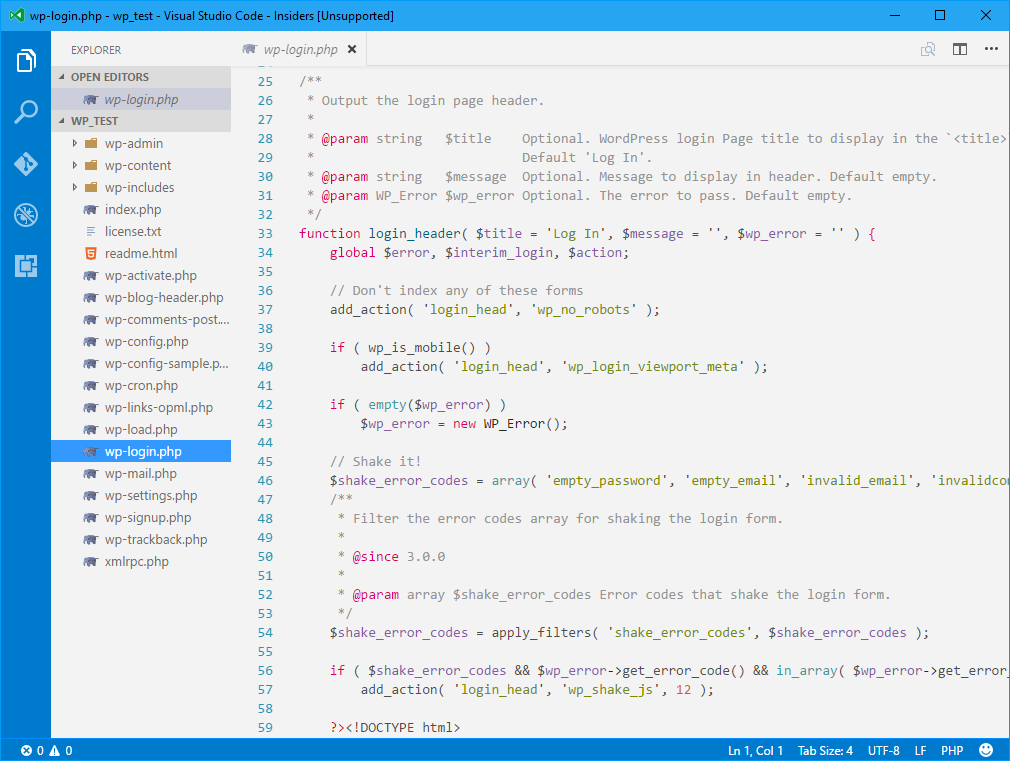 wp-login.php - wp_test - Visual Studio Code - Insiders [Unsupported]
EXPLORER
OPEN EDITORS
wp-login.php
WP_TEST
wp-admin
wp-content
wp-includes
index.php
license.txt
readme.html
wp-activate.php
wp-blog-header.php
wp-comments-post....
wp-config.php
wp-config-sample.p...
wp-cron.php
wp-links-opml.php
wp-load.php
wp-login.php
wp-mail.php
wp-settings.php
wp-signup.php
wp-trackback.php
xmlrpc.php
wp-login.php
25 /**
26  * Output the login page header.
27  *
28  * @param string   $title    Optional. WordPress login Page title to display in the `<title>
29  *                           Default 'Log In'.
30  * @param string   $message  Optional. Message to display in header. Default empty.
31  * @param WP_Error $wp_error Optional. The error to pass. Default empty.
32  */
33 function login_header( $title = 'Log In', $message = '', $wp_error = '' ) {
34     global $error, $interim_login, $action;
35
36     // Don't index any of these forms
37     add_action( 'login_head', 'wp_no_robots' );
38
39     if ( wp_is_mobile() )
40         add_action( 'login_head', 'wp_login_viewport_meta' );
41
42     if ( empty($wp_error) )
43         $wp_error = new WP_Error();
44
45     // Shake it!
46     $shake_error_codes = array( 'empty_password', 'empty_email', 'invalid_email', 'invalidcom
47     /**
48      * Filter the error codes array for shaking the login form.
49      *
50      * @since 3.0.0
51      *
52      * @param array $shake_error_codes Error codes that shake the login form.
53      */
54     $shake_error_codes = apply_filters( 'shake_error_codes', $shake_error_codes );
55
56     if ( $shake_error_codes && $wp_error->get_error_code() && in_array( $wp_error->get_error_
57         add_action( 'login_head', 'wp_shake_js', 12 );
58
59     ?><!DOCTYPE html>
0 0
Ln 1, Col 1
Tab Size: 4
UTF-8
LF
PHP